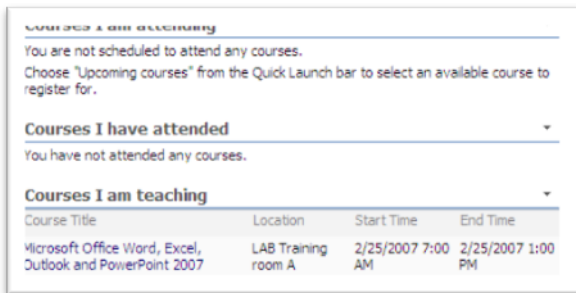 Courses I am attending
You are not scheduled to attend any courses.
Choose "Upcoming courses" from the Quick Launch bar to select an available course to
register for.
Courses I have attended
You have not attended any courses.
Courses I am teaching
Course Title Location Start Time End Time
Microsoft Office Word, Excel, LAB Training 2/25/2007 7:00 2/25/2007 1:00
Outlook and PowerPoint 2007 room A AM PM